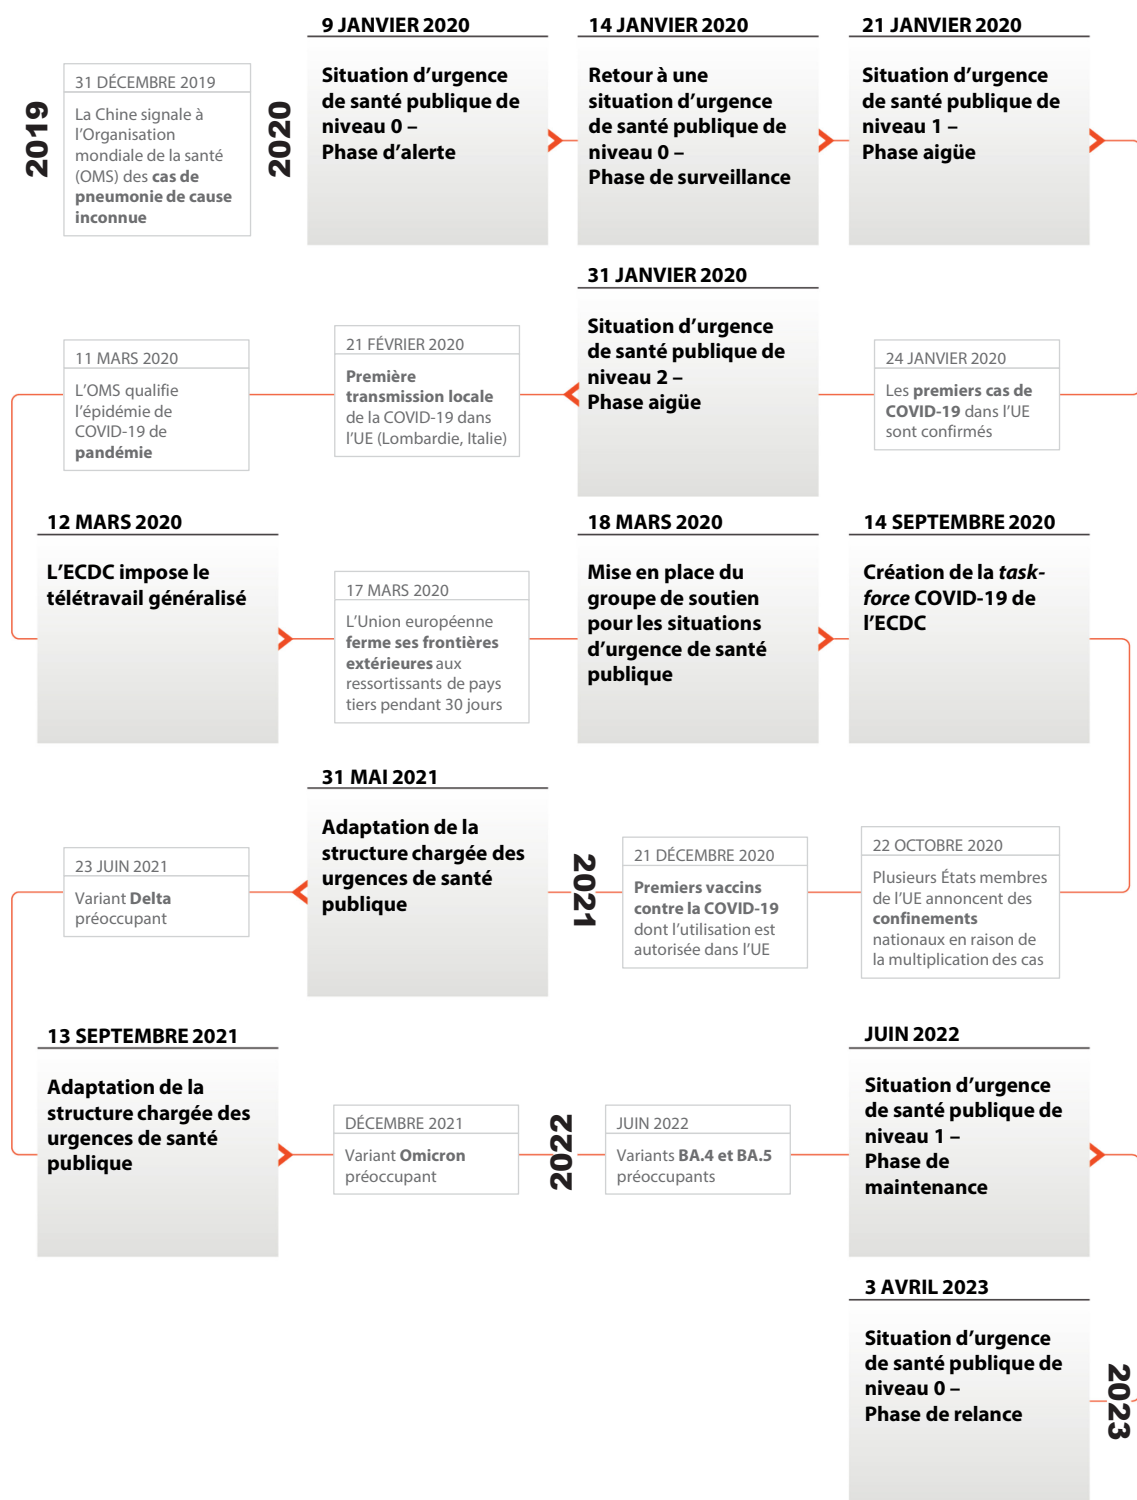 2019
31 DÉCEMBRE 2019
La Chine signale à
l’Organisation
mondiale de la santé
(OMS) des cas de
pneumonie de cause
inconnue
2020
9 JANVIER 2020
Situation d’urgence
de santé publique de
niveau 0 –
Phase d’alerte
14 JANVIER 2020
Retour à une
situation d’urgence
de santé publique de
niveau 0 –
Phase de surveillance
21 JANVIER 2020
Situation d’urgence
de santé publique de
niveau 1 –
Phase aigüe
24 JANVIER 2020
Les premiers cas de
COVID-19 dans l’UE
sont confirmés
31 JANVIER 2020
Situation d’urgence
de santé publique de
niveau 2 –
Phase aigüe
21 FÉVRIER 2020
Première
transmission locale
de la COVID-19 dans
l’UE (Lombardie, Italie)
11 MARS 2020
L’OMS qualifie
l’épidémie de
COVID-19 de
pandémie
12 MARS 2020
L’ECDC impose le
télétravail généralisé
17 MARS 2020
L’Union européenne
ferme ses frontières
extérieures aux
ressortissants de pays
tiers pendant 30 jours
18 MARS 2020
Mise en place du
groupe de soutien
pour les situations
d’urgence de santé
publique
14 SEPTEMBRE 2020
Création de la task-
force COVID-19 de
l’ECDC
22 OCTOBRE 2020
Plusieurs États membres
de l’UE annoncent des
confinements
nationaux en raison de
la multiplication des cas
21 DÉCEMBRE 2020
Premiers vaccins
contre la COVID-19
dont l’utilisation est
autorisée dans l’UE
2021
31 MAI 2021
Adaptation de la
structure chargée des
urgences de santé
publique
23 JUIN 2021
Variant Delta
préoccupant
13 SEPTEMBRE 2021
Adaptation de la
structure chargée des
urgences de santé
publique
DÉCEMBRE 2021
Variant Omicron
préoccupant
2022
JUIN 2022
Variants BA.4 et BA.5
préoccupants
JUIN 2022
Situation d’urgence
de santé publique de
niveau 1 –
Phase de
maintenance
2023
3 AVRIL 2023
Situation d’urgence
de santé publique de
niveau 0 –
Phase de relance